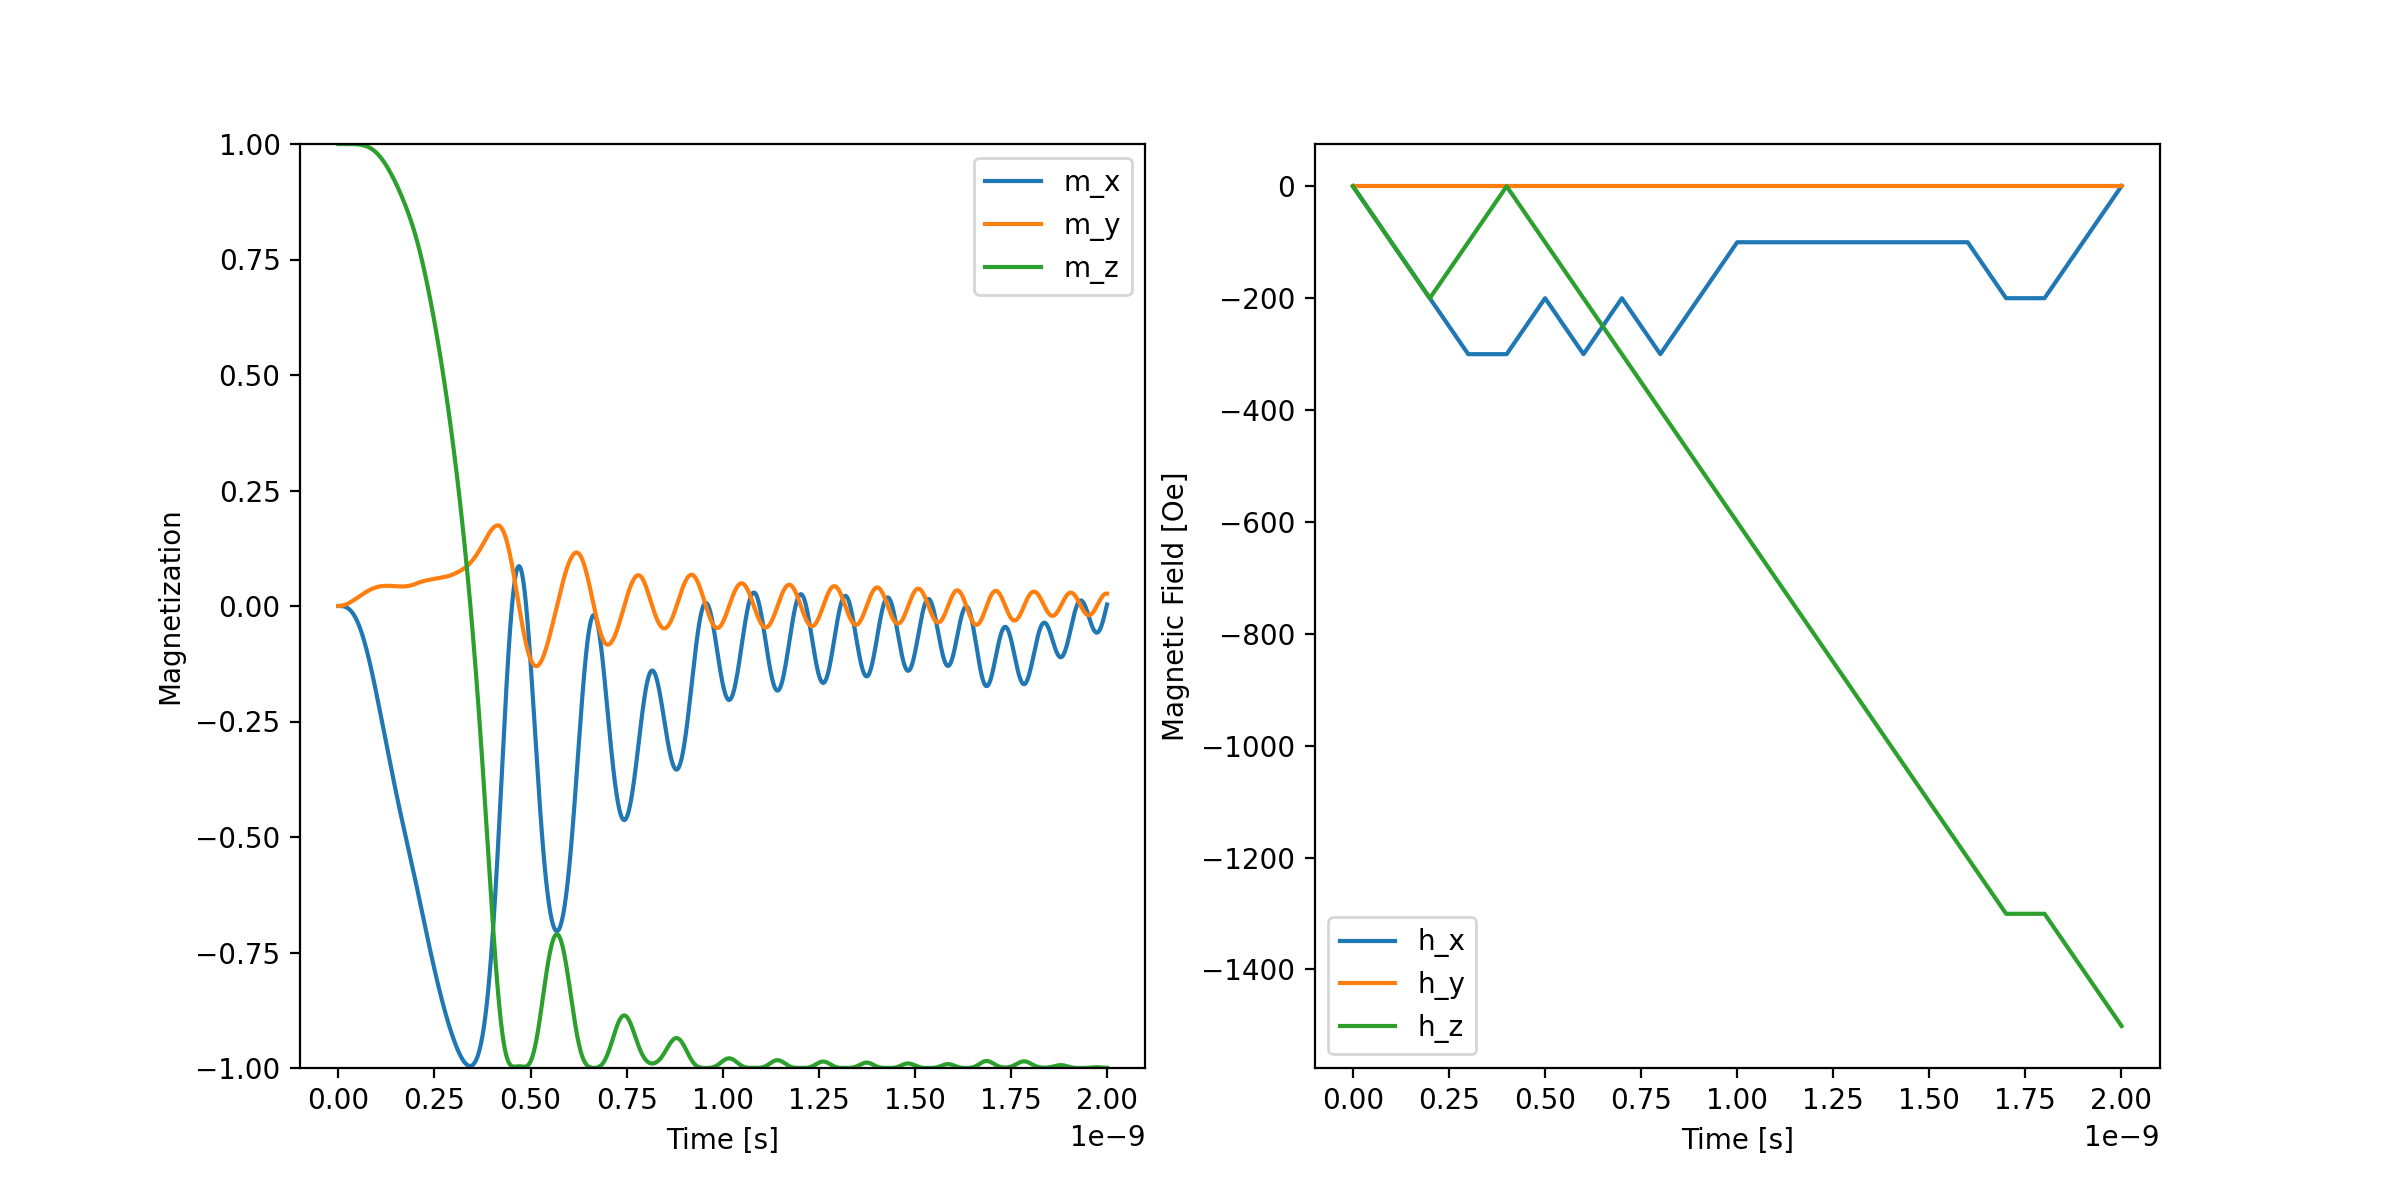 1.00
0.75
0.50
0.25
0.00
−0.25
−0.50
−0.75
−1.00
Magnetization
0.00 0.25 0.50 0.75 1.00 1.25 1.50 1.75 2.00
Time [s]
1e−9
m_x
m_y
m_z
0
−200
−400
−600
−800
−1000
−1200
−1400
Magnetic Field [Oe]
h_x
h_y
h_z
0.00 0.25 0.50 0.75 1.00 1.25 1.50 1.75 2.00
Time [s]
1e−9